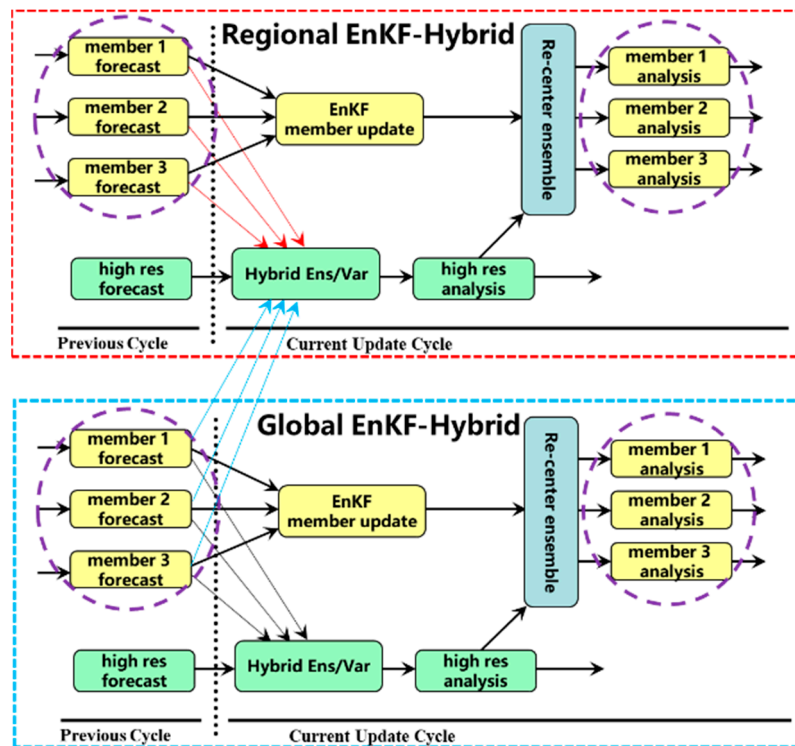 Regional EnKF-Hybrid
member 1
forecast
member 2
forecast
member 3
forecast
EnKF
member update
Re-center ensemble
member 1
analysis
member 2
analysis
member 3
analysis
high res
forecast
Hybrid Ens/Var
high res
analysis
Previous Cycle
Current Update Cycle
Global EnKF-Hybrid
member 1
forecast
member 2
forecast
member 3
forecast
EnKF
member update
Re-center ensemble
member 1
analysis
member 2
analysis
member 3
analysis
high res
forecast
Hybrid Ens/Var
high res
analysis
Previous Cycle
Current Update Cycle